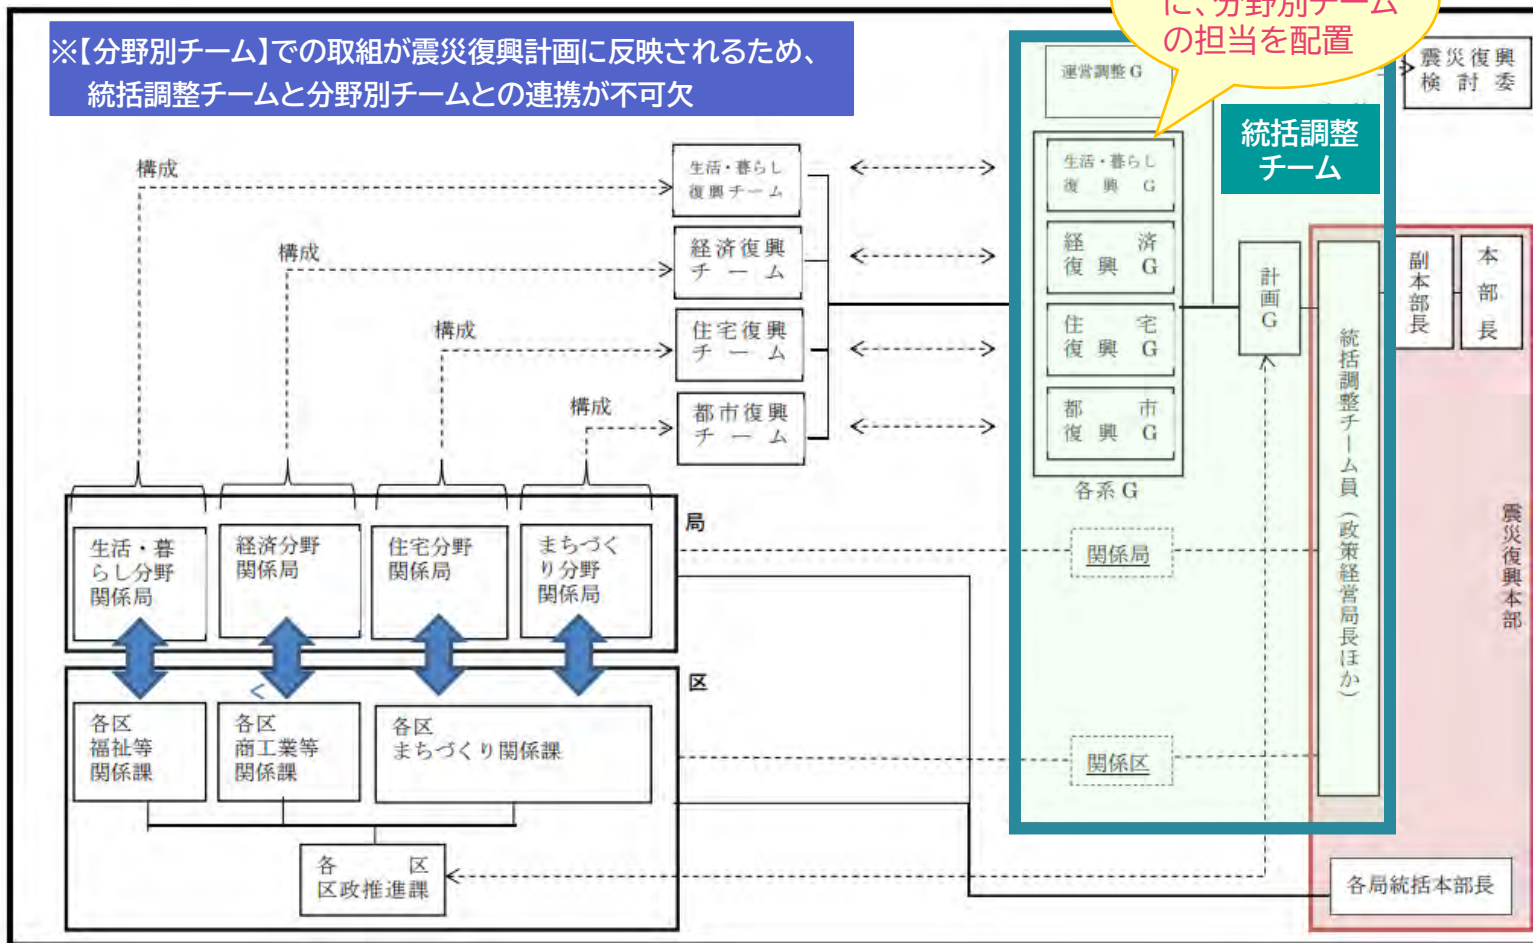 に、分野別チーム
の担当を配置
※【分野別チーム】での取組が震災復興計画に反映されるため、
統括調整チームと分野別チームとの連携が不可欠
運営調整G
震災復興
検討委
統括調整
チーム
構成
生活・暮らし
復興チーム
生活・暮らし
復興G
構成
経済復興
チーム
経済
復興G
構成
住宅復興
チーム
住宅
復興G
構成
都市復興
チーム
都市
復興G
各系G
計画G
統括調整チーム員(政策経営局長ほか)
副本部長
本部長
震災復興本部
局
生活・暮
らし分野
関係局
経済分野
関係局
住宅分野
関係局
まちづく
り分野
関係局
関係局
区
各区
福祉等
関係課
各区
商工業等
関係課
各区
まちづくり関係課
関係区
各区
区政推進課
各局統括本部長